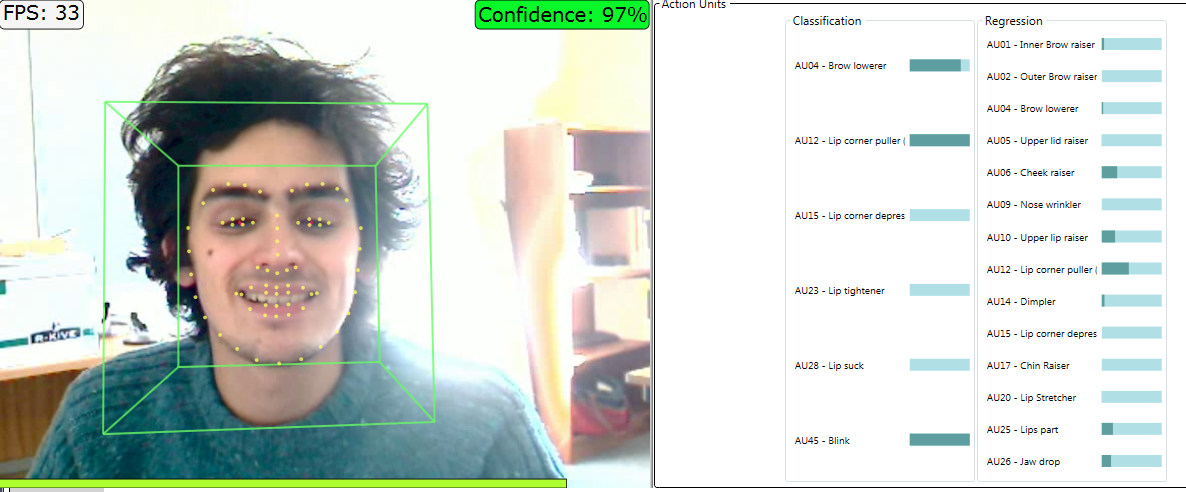 FPS: 33
Confidence: 97%
R-KIVE
Action Units
Classification
AU04 - Brow lowerer
AU12 - Lip corner puller (
AU15 - Lip corner depres
AU23 - Lip tightener
AU28 - Lip suck
AU45 - Blink
Regression
AU01 - Inner Brow raiser
AU02 - Outer Brow raiser
AU04 - Brow lowerer
AU05 - Upper lid raiser
AU06 - Cheek raiser
AU09 - Nose wrinkler
AU10 - Upper lip raiser
AU12 - Lip corner puller (
AU14 - Dimpler
AU15 - Lip corner depres
AU17 - Chin Raiser
AU20 - Lip Stretcher
AU25 - Lips part
AU26 - Jaw drop